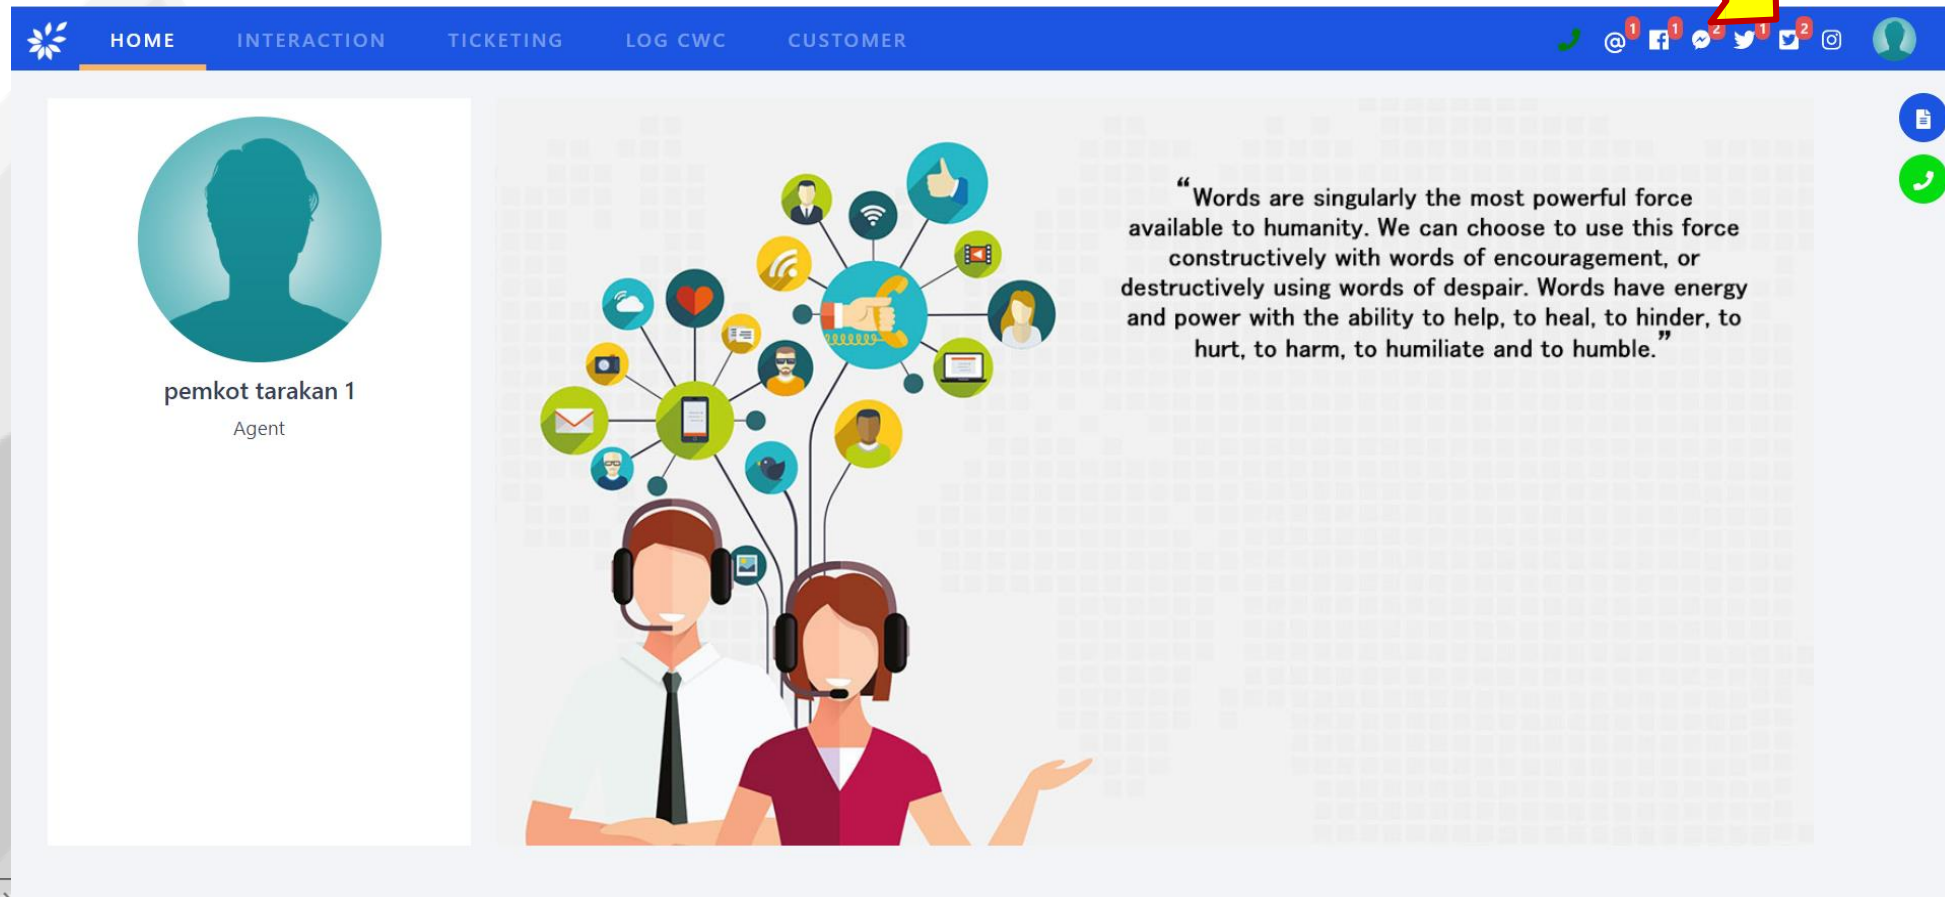 HOME INTERACTION TICKETING LOG CWC CUSTOMER @ 1 1 2 1 2
“Words are singularly the most powerful force
available to humanity. We can choose to use this force
constructively with words of encouragement, or
destructively using words of despair. Words have energy
and power with the ability to help, to heal, to hinder, to
hurt, to harm, to humiliate and to humble.”
pemkot tarakan 1
Agent